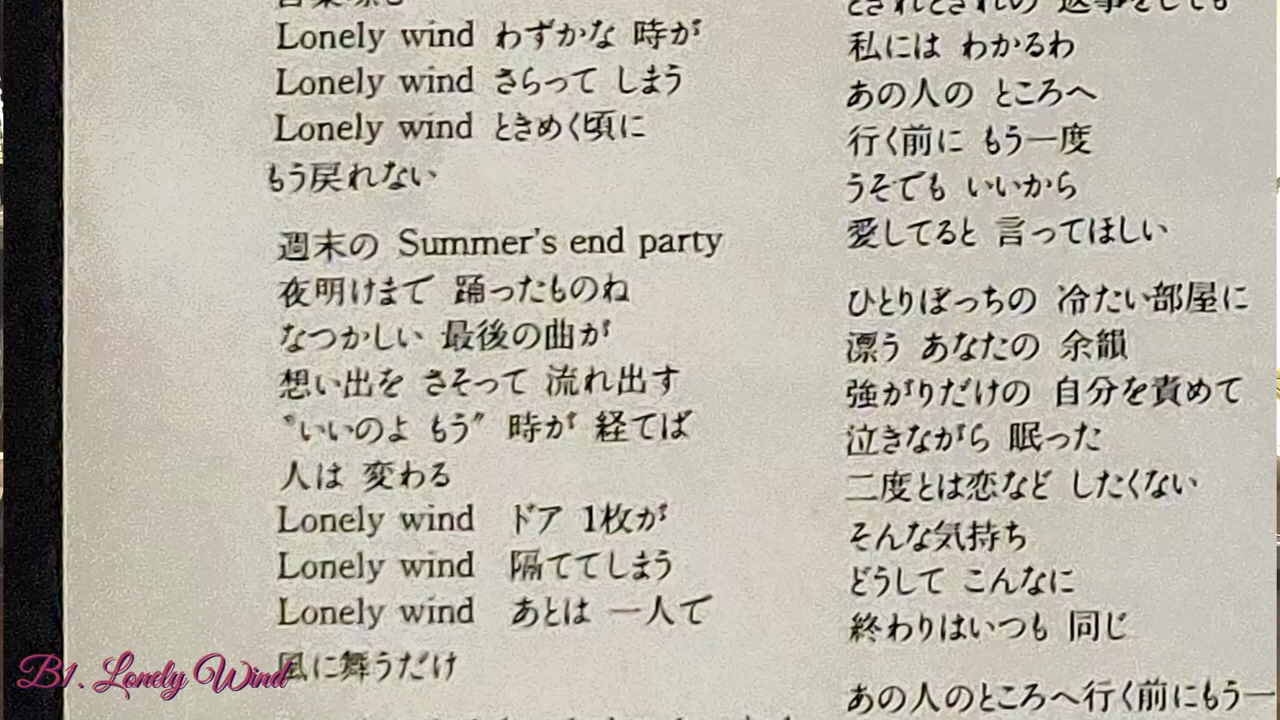 Lonely wind わずかな 時が
Lonely wind さらって しまう
Lonely wind ときめく頃に
もう戻れない
週末の Summer's end party
夜明けまで 踊ったものね
なつかしい 最後の曲が
想い出を さそって 流れ出す
〝いいのよ もう〞 時が 経てば
人は 変わる
Lonely wind ドア 1枚が
Lonely wind 隔ててしまう
Lonely wind あとは 一人で
風に舞うだけ
とぎれとぎれの 返事をしても
私には わかるわ
あの人の ところへ
行く前に もう一度
うそでも いいから
愛してると 言ってほしい
ひとりぼっちの 冷たい部屋に
漂う あなたの 余韻
強がりだけの 自分を責めて
泣きながら 眠った
二度とは恋など したくない
そんな気持ち
どうして こんなに
終わりはいつも 同じ
あの人のところへ行く前にもう一
B1. Lonely Wind